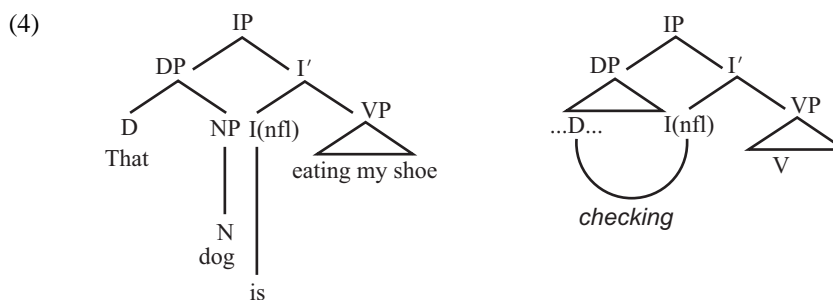 (4)
IP IP
DP I′ DP I′
D NP I(nfl) VP ...D... I(nfl) VP
That eating my shoe V
checking
N
dog
is